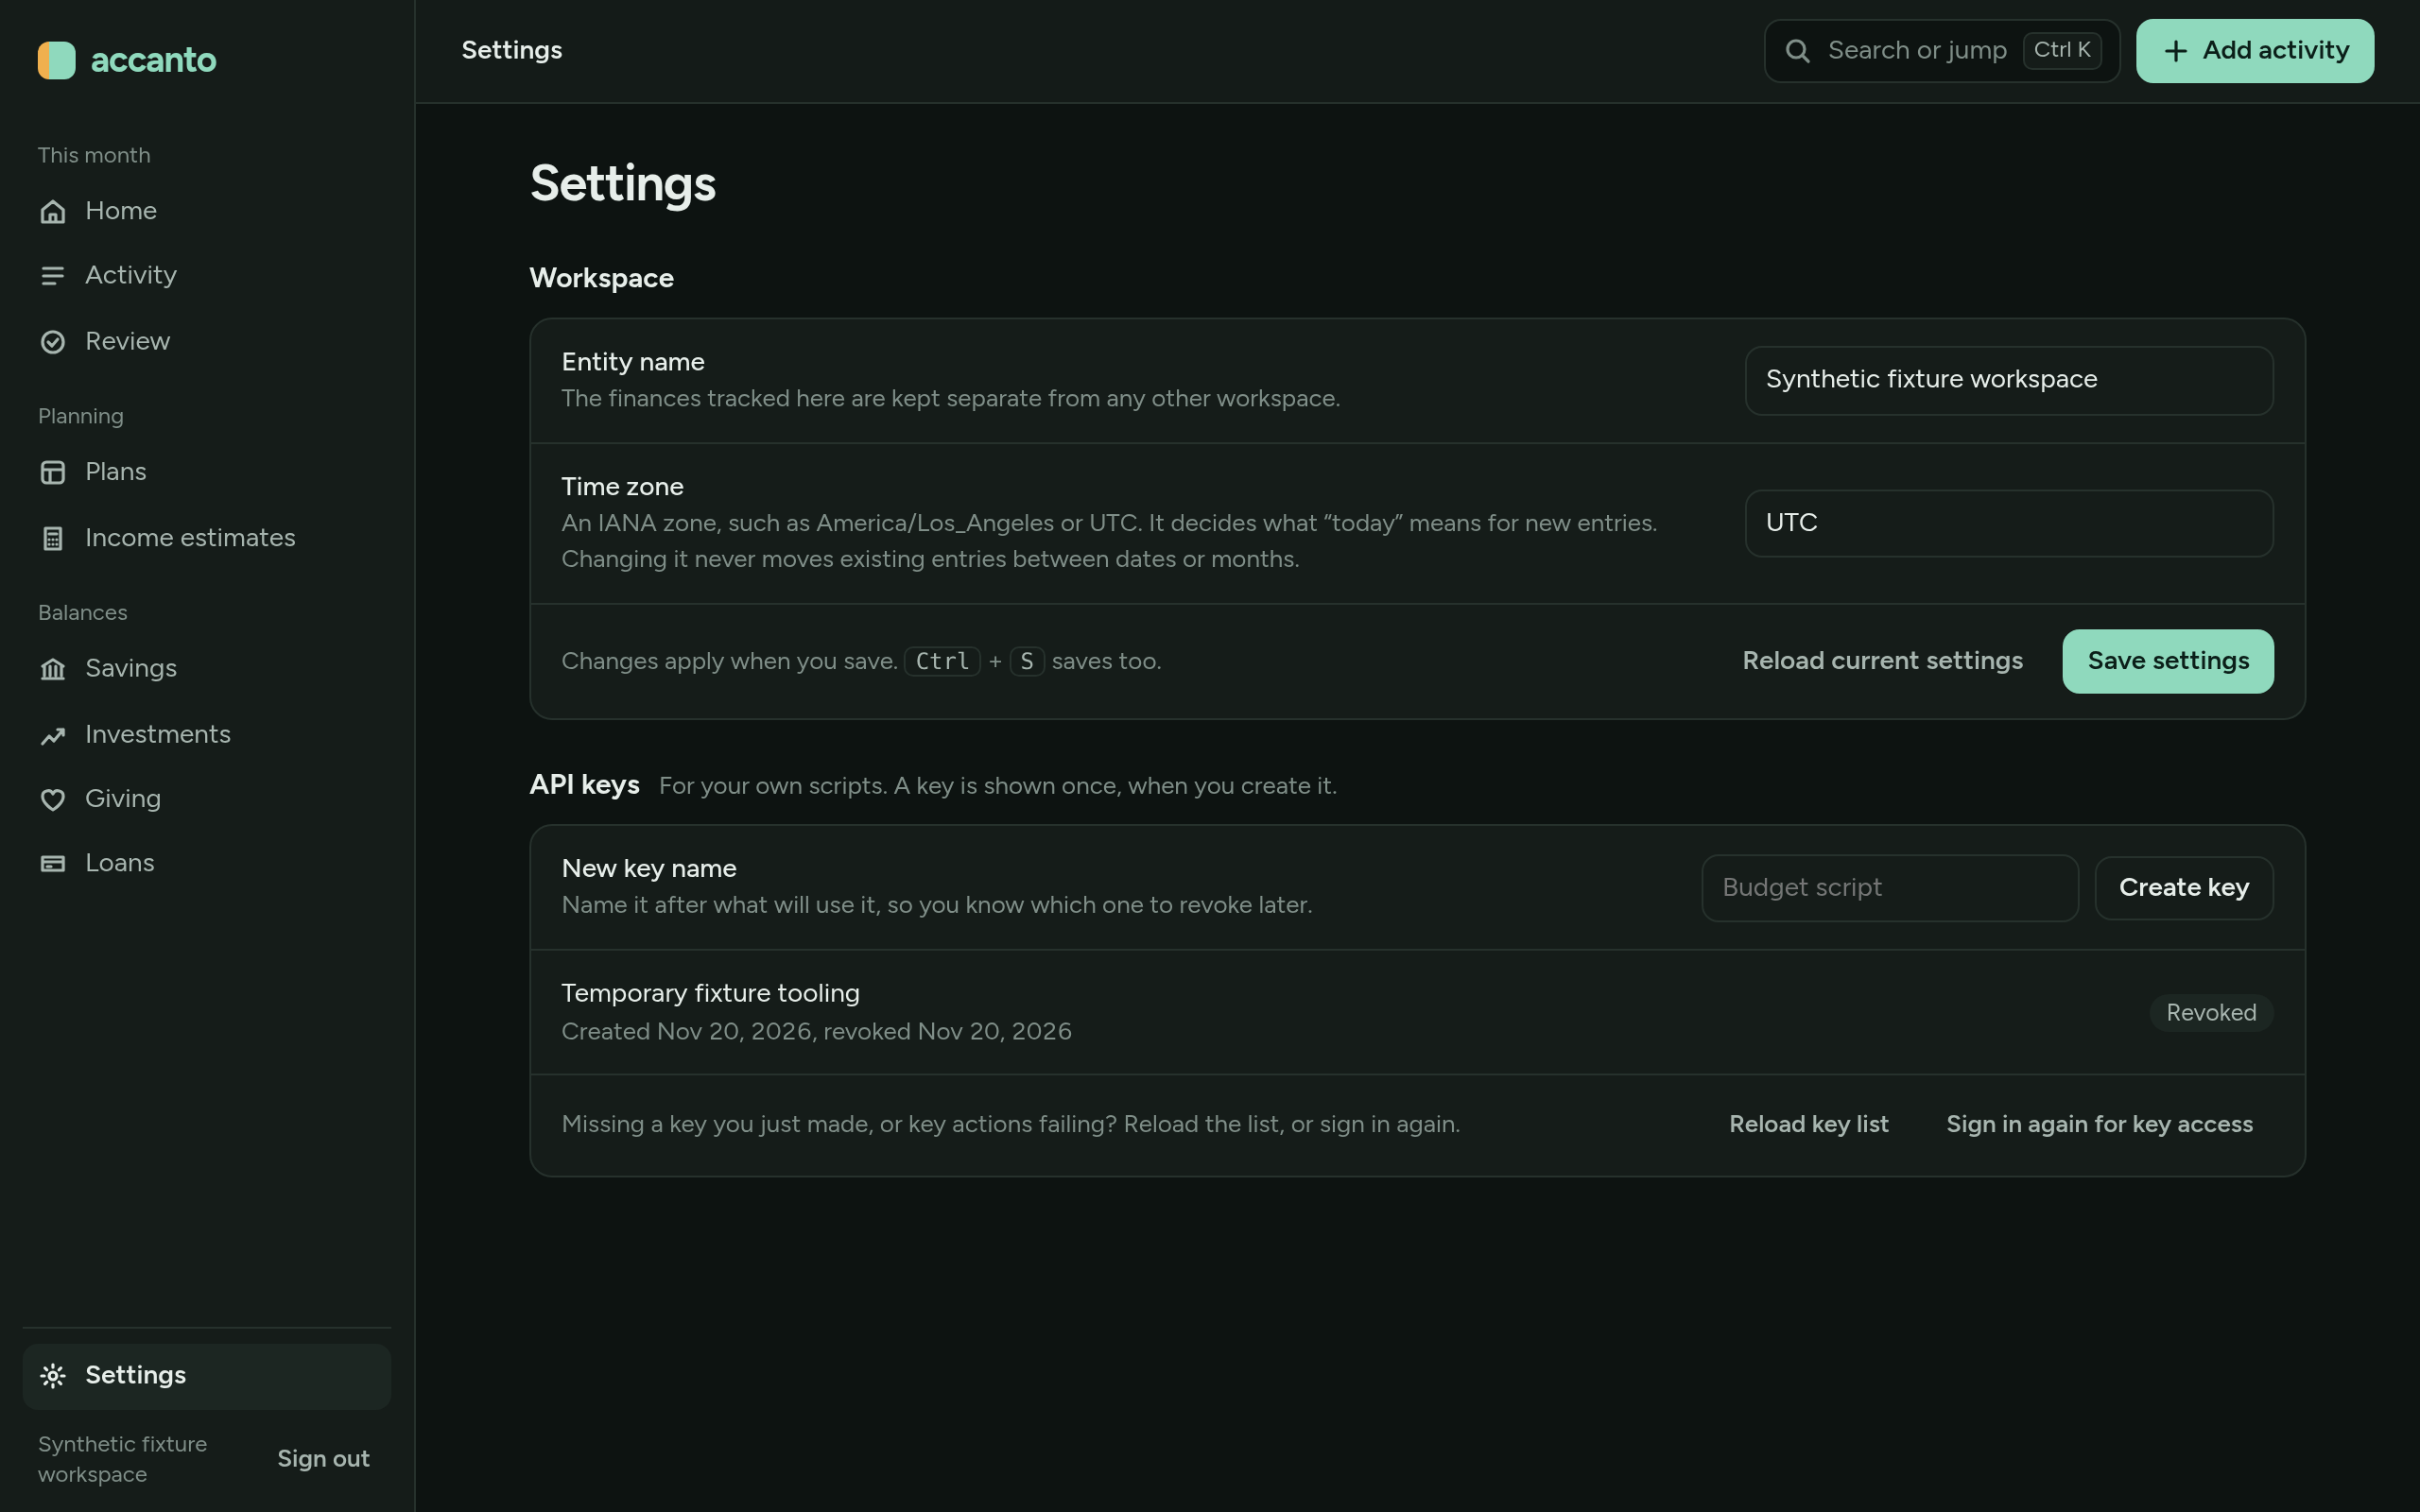 accanto
This month
Home
Activity
Review
Planning
Plans
Income estimates
Balances
Savings
Investments
Giving
Loans
Settings
Synthetic fixture
workspace
Sign out
Settings
Search or jump
Ctrl K
Add activity
Settings
Workspace
Entity name
The finances tracked here are kept separate from any other workspace.
Synthetic fixture workspace
Time zone
An IANA zone, such as America/Los_Angeles or UTC. It decides what “today” means for new entries.
Changing it never moves existing entries between dates or months.
UTC
Changes apply when you save. Ctrl + S saves too.
Reload current settings
Save settings
API keys For your own scripts. A key is shown once, when you create it.
New key name
Name it after what will use it, so you know which one to revoke later.
Budget script
Create key
Temporary fixture tooling
Created Nov 20, 2026, revoked Nov 20, 2026
Revoked
Missing a key you just made, or key actions failing? Reload the list, or sign in again.
Reload key list
Sign in again for key access